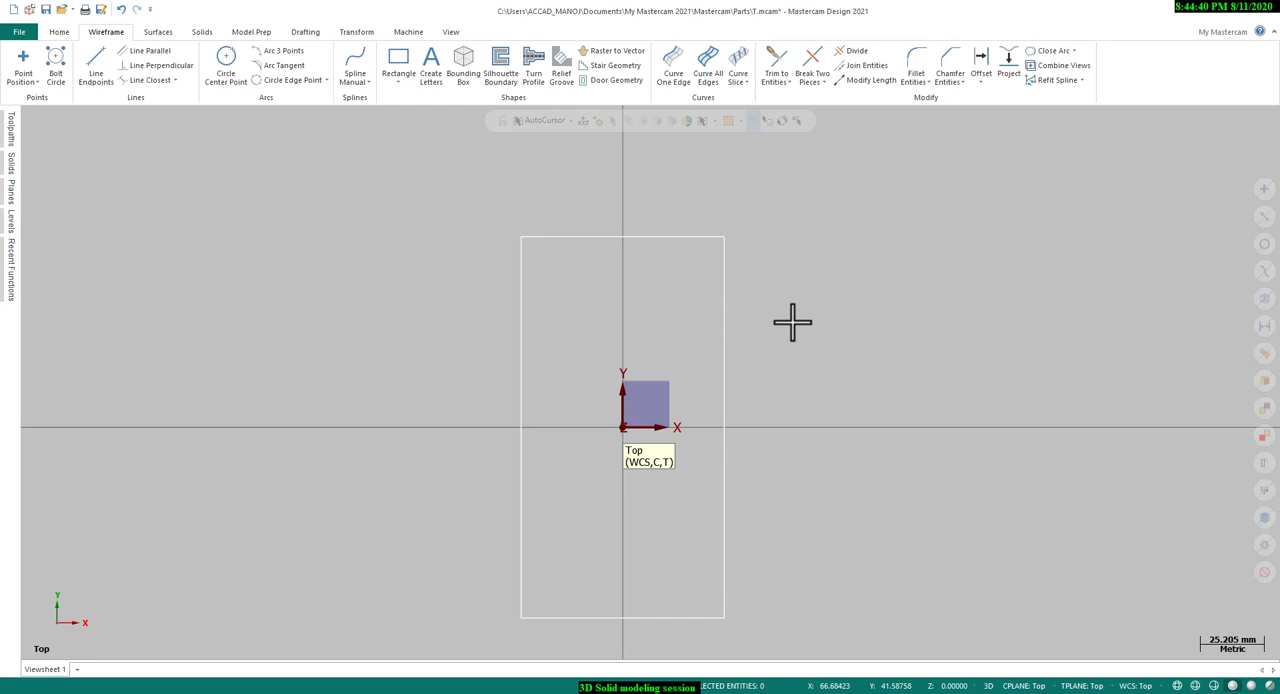 C:\Users\ACCAD_MANOJ\Documents\My Mastercam 2021\Mastercam\Parts\T.mcam* - Mastercam Design 2021
8:44:40 PM 8/11/2020
File Home Wireframe Surfaces Solids Model Prep Drafting Transform Machine View My Mastercam
Point Position
Bolt Circle
Points
Line Endpoints
Line Parallel
Line Perpendicular
Line Closest
Lines
Circle Center Point
Arc 3 Points
Arc Tangent
Circle Edge Point
Arcs
Spline Manual
Splines
Rectangle
Create Letters
Bounding Box
Silhouette Boundary
Turn Profile
Relief Groove
Raster to Vector
Stair Geometry
Door Geometry
Shapes
Curve One Edge
Curve All Edges
Curve Slice
Curves
Trim to Entities
Break Two Pieces
Divide
Join Entities
Modify Length
Fillet Entities
Chamfer Entities
Offset
Project
Close Arc
Combine Views
Refit Spline
Modify
AutoCursor
Toolpaths
Solids
Planes
Levels
Recent Functions
Y
Z X
Top
(WCS,C,T)
Y
X
Top
25.205 mm
Metric
Viewsheet 1 +
3D Solid modeling session
LECTED ENTITIES: 0 X: 66.68423 Y: 41.58758 Z: 0.00000 3D CPLANE: Top TPLANE: Top WCS: Top